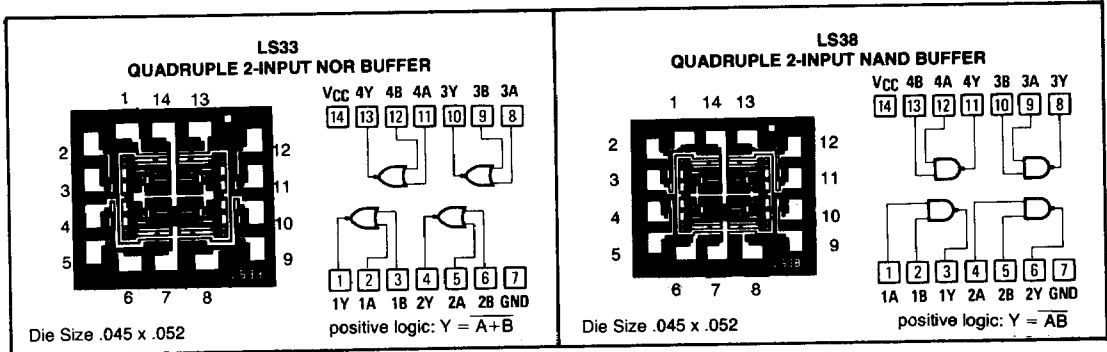 LS33
QUADRUPLE 2-INPUT NOR BUFFER
1 14 13
2 12
3 11
4 10
5 9
6 7 8
VCC 4Y 4B 4A 3Y 3B 3A
14 13 12 11 10 9 8
1 2 3 4 5 6 7
1Y 1A 1B 2Y 2A 2B GND
Die Size .045 x .052
positive logic: Y = A+B
LS38
QUADRUPLE 2-INPUT NAND BUFFER
1 14 13
2 12
3 11
4 10
5 9
6 7 8
VCC 4B 4A 4Y 3B 3A 3Y
14 13 12 11 10 9 8
1 2 3 4 5 6 7
1A 1B 1Y 2A 2B 2Y GND
Die Size .045 x .052
positive logic: Y = AB